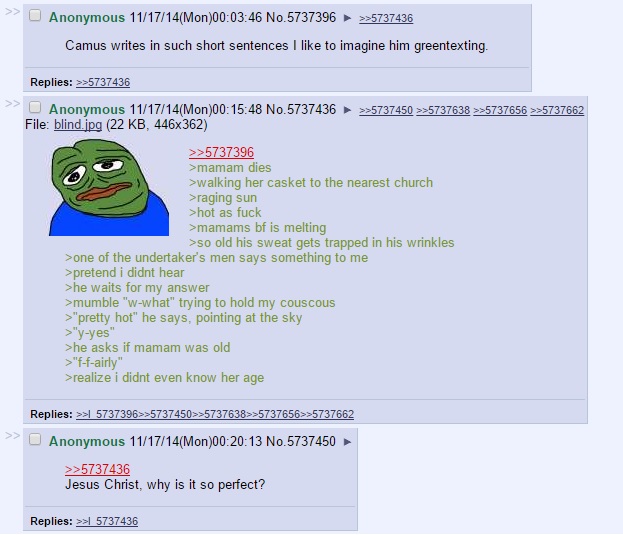 >> Anonymous 11/17/14(Mon)00:03:46 No.5737396 ▶ >>5737436
Camus writes in such short sentences I like to imagine him greentexting.
Replies: >>5737436
>> Anonymous 11/17/14(Mon)00:15:48 No.5737436 ▶ >>5737450 >>5737638 >>5737656 >>5737662
File: blind.jpg (22 KB, 446x362)
>>5737396
>mamam dies
>walking her casket to the nearest church
>raging sun
>hot as fuck
>mamams bf is melting
>so old his sweat gets trapped in his wrinkles
>one of the undertaker's men says something to me
>pretend i didnt hear
>he waits for my answer
>mumble "w-what" trying to hold my couscous
>"pretty hot" he says, pointing at the sky
>"y-yes"
>he asks if mamam was old
>"f-f-airly"
>realize i didnt even know her age
Replies: >>l_5737396>>5737450>>5737638>>5737656>>5737662
>> Anonymous 11/17/14(Mon)00:20:13 No.5737450 ▶
>>5737436
Jesus Christ, why is it so perfect?
Replies: >>l_5737436